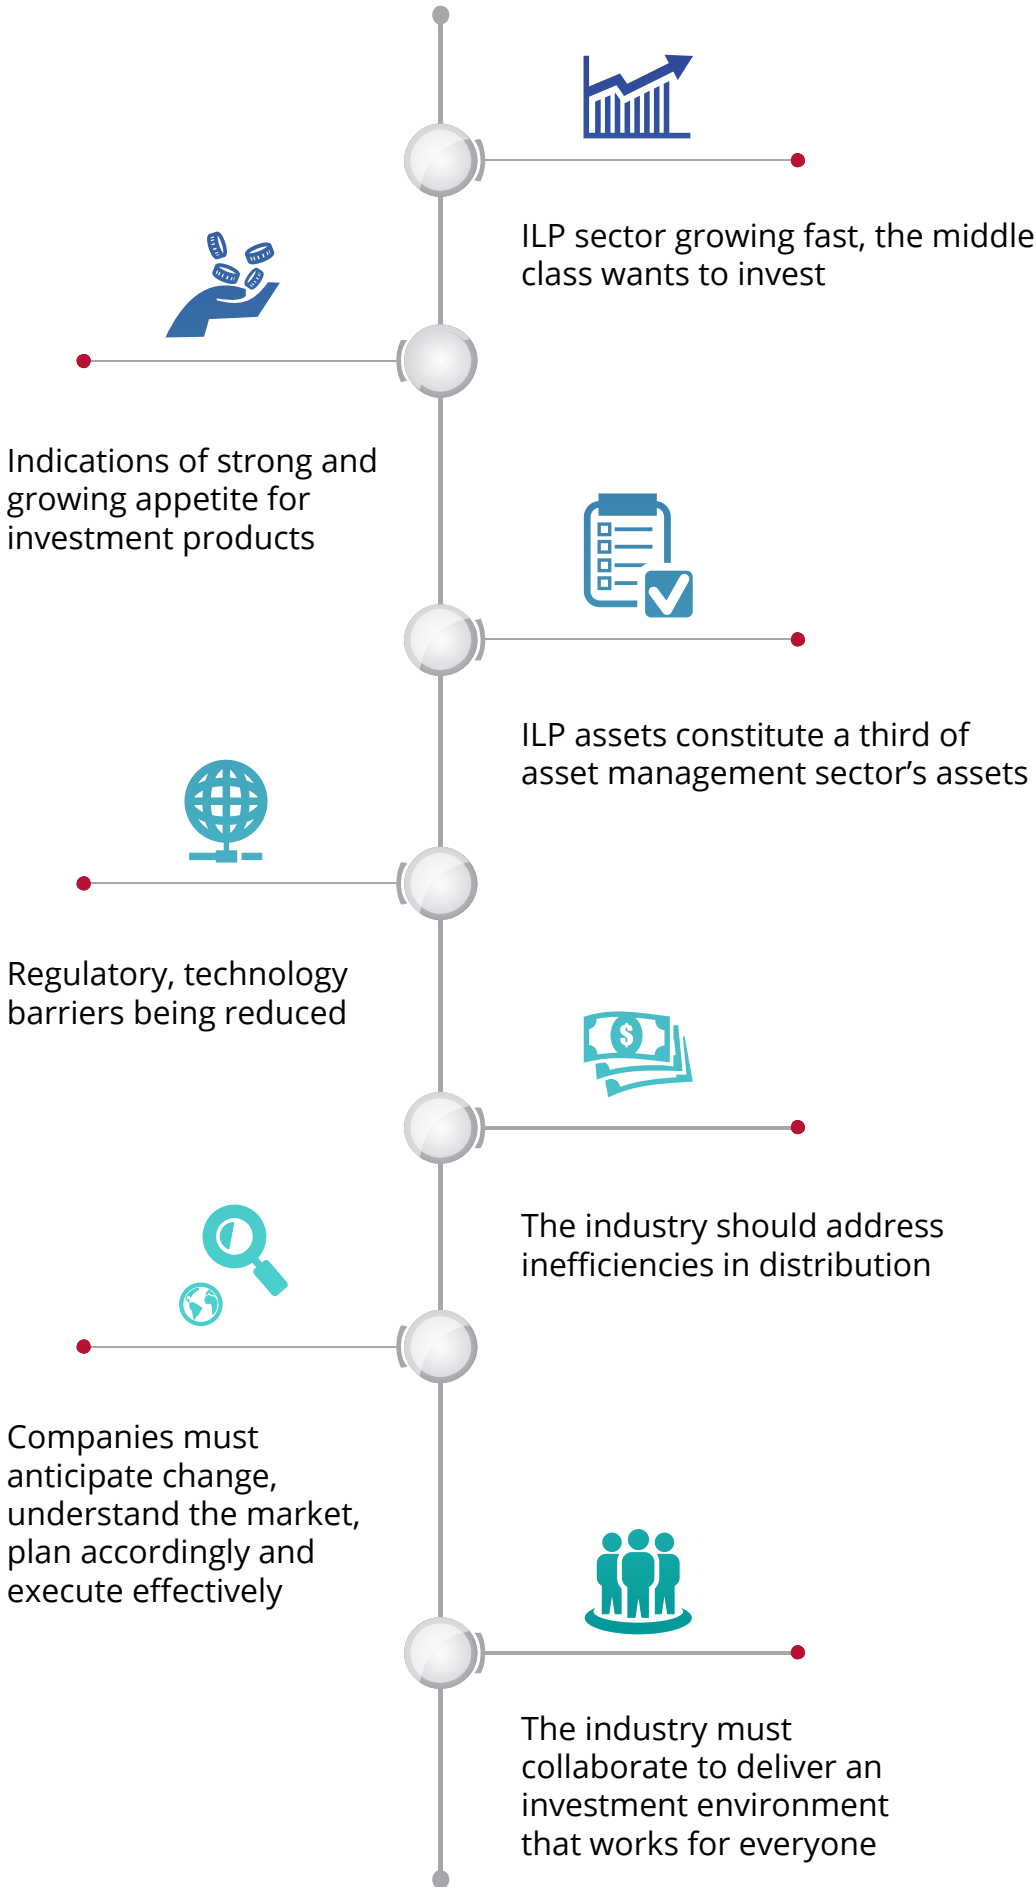 ILP sector growing fast, the middle
class wants to invest
Indications of strong and
growing appetite for
investment products
ILP assets constitute a third of
asset management sector’s assets
Regulatory, technology
barriers being reduced
$
The industry should address
inefficiencies in distribution
Companies must
anticipate change,
understand the market,
plan accordingly and
execute effectively
The industry must
collaborate to deliver an
investment environment
that works for everyone